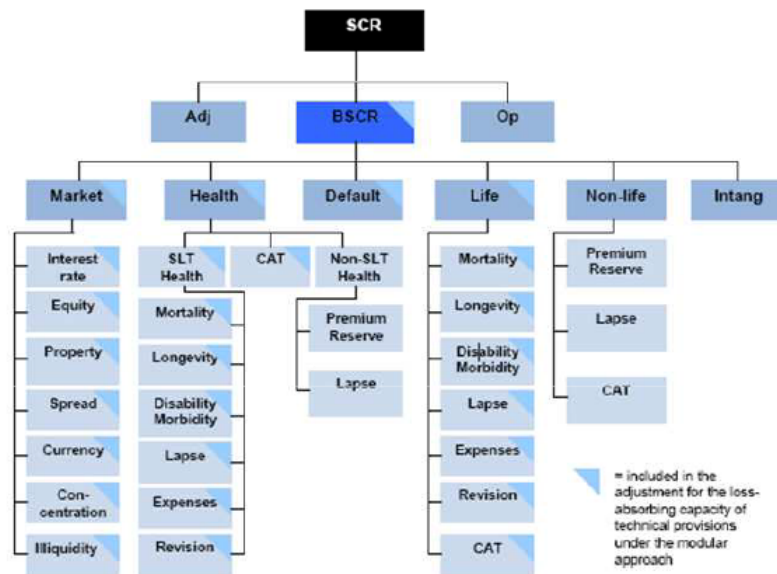 SCR
Adj
BSCR
Op
Market
Health
Default
Life
Non-life
Intang
Interest
rate
Equity
Property
Spread
Currency
Con-
centration
Illiquidity
SLT
Health
CAT
Non-SLT
Health
Mortality
Longevity
Disability
Morbidity
Lapse
Expenses
Revision
Premium
Reserve
Lapse
Mortality
Longevity
Disability
Morbidity
Lapse
Expenses
Revision
CAT
Premium
Reserve
Lapse
CAT
= included in the
adjustment for the loss-
absorbing capacity of
technical provisions
under the modular
approach